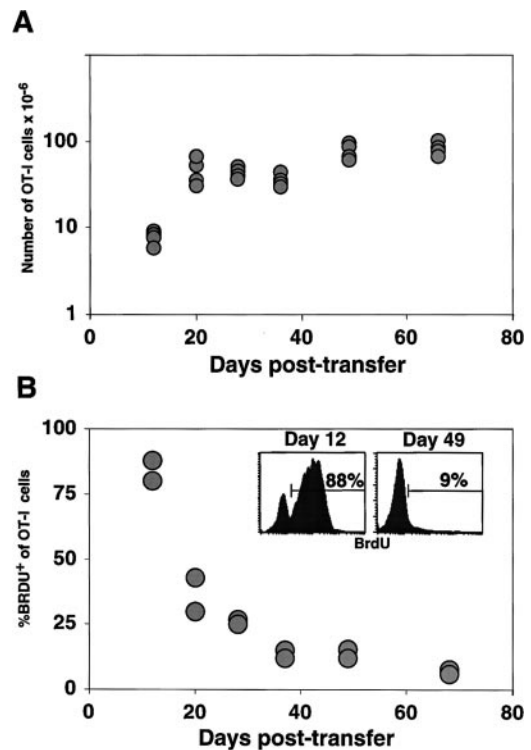 A
Number of OT-I cells x 10-6
100
10
1
0 20 40 60 80
Days post-transfer
B
%BRDU+ of OT-I cells
100
75
50
25
0
Day 12 Day 49
88% 9%
BrdU
0 20 40 60 80
Days post-transfer